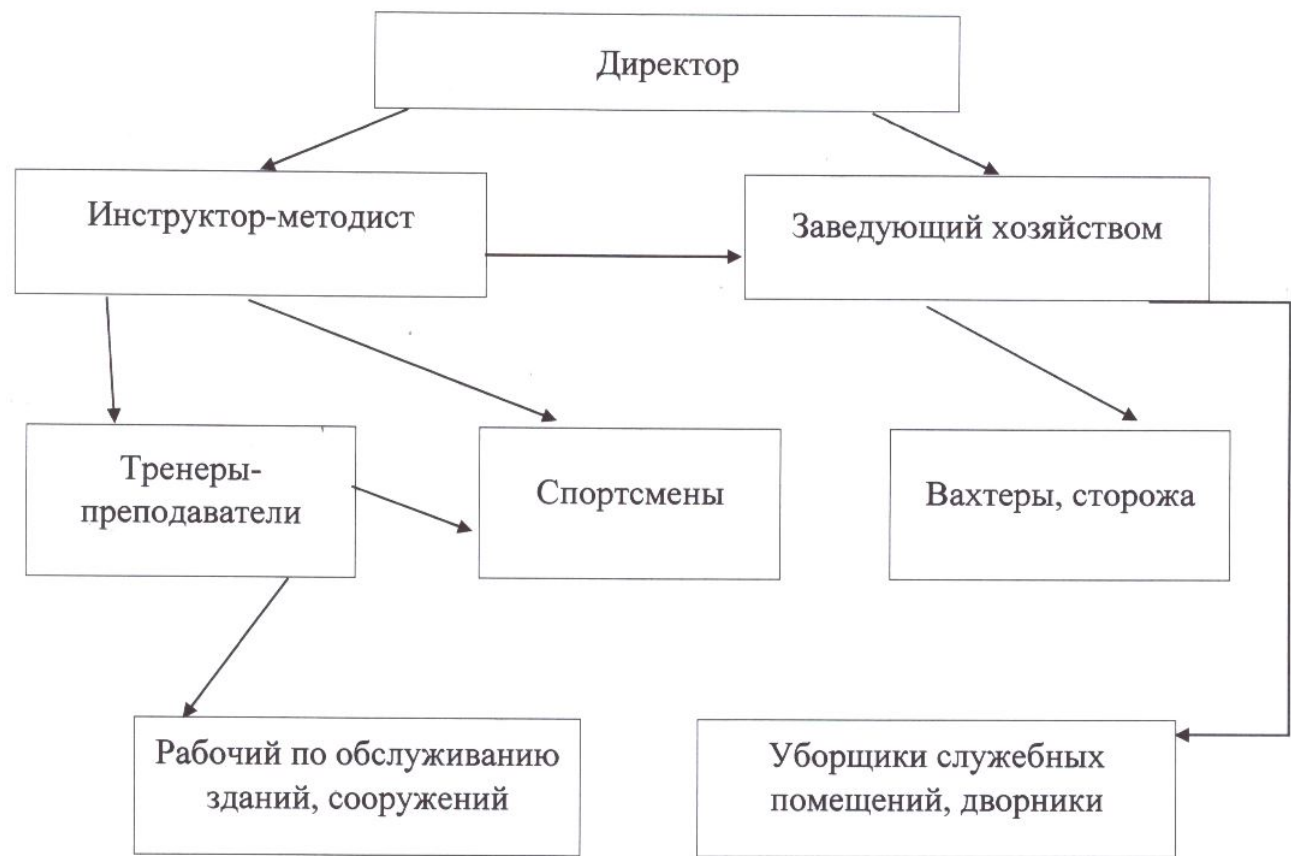 Директор
Инструктор-методист
Заведующий хозяйством
Тренеры-
преподаватели
Спортсмены
Вахтеры, сторожа
Рабочий по обслуживанию
зданий, сооружений
Уборщики служебных
помещений, дворники